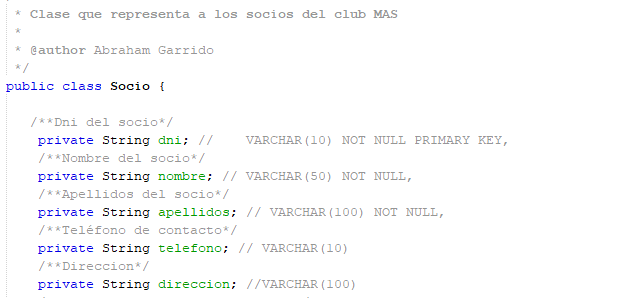 * Clase que representa a los socios del club MAS
*
* @author Abraham Garrido
*/
public class Socio {
/**Dni del socio*/
private String dni; // VARCHAR(10) NOT NULL PRIMARY KEY,
/**Nombre del socio*/
private String nombre; // VARCHAR(50) NOT NULL,
/**Apellidos del socio*/
private String apellidos; // VARCHAR(100) NOT NULL,
/**Teléfono de contacto*/
private String telefono; // VARCHAR(10)
/**Direccion*/
private String direccion; //VARCHAR(100)